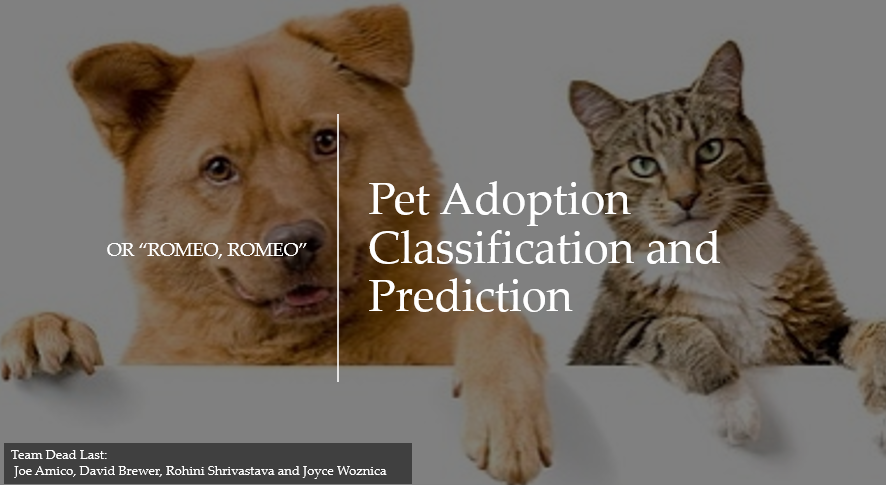 OR “ROMEO, ROMEO”
Pet Adoption
Classification and
Prediction
Team Dead Last:
Joe Amico, David Brewer, Rohini Shrivastava and Joyce Woznica